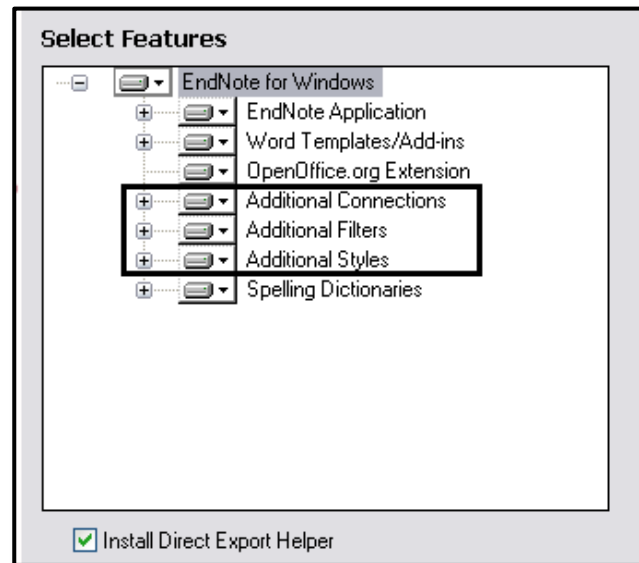 Select Features
EndNote for Windows
EndNote Application
Word Templates/Add-ins
OpenOffice.org Extension
Additional Connections
Additional Filters
Additional Styles
Spelling Dictionaries
Install Direct Export Helper